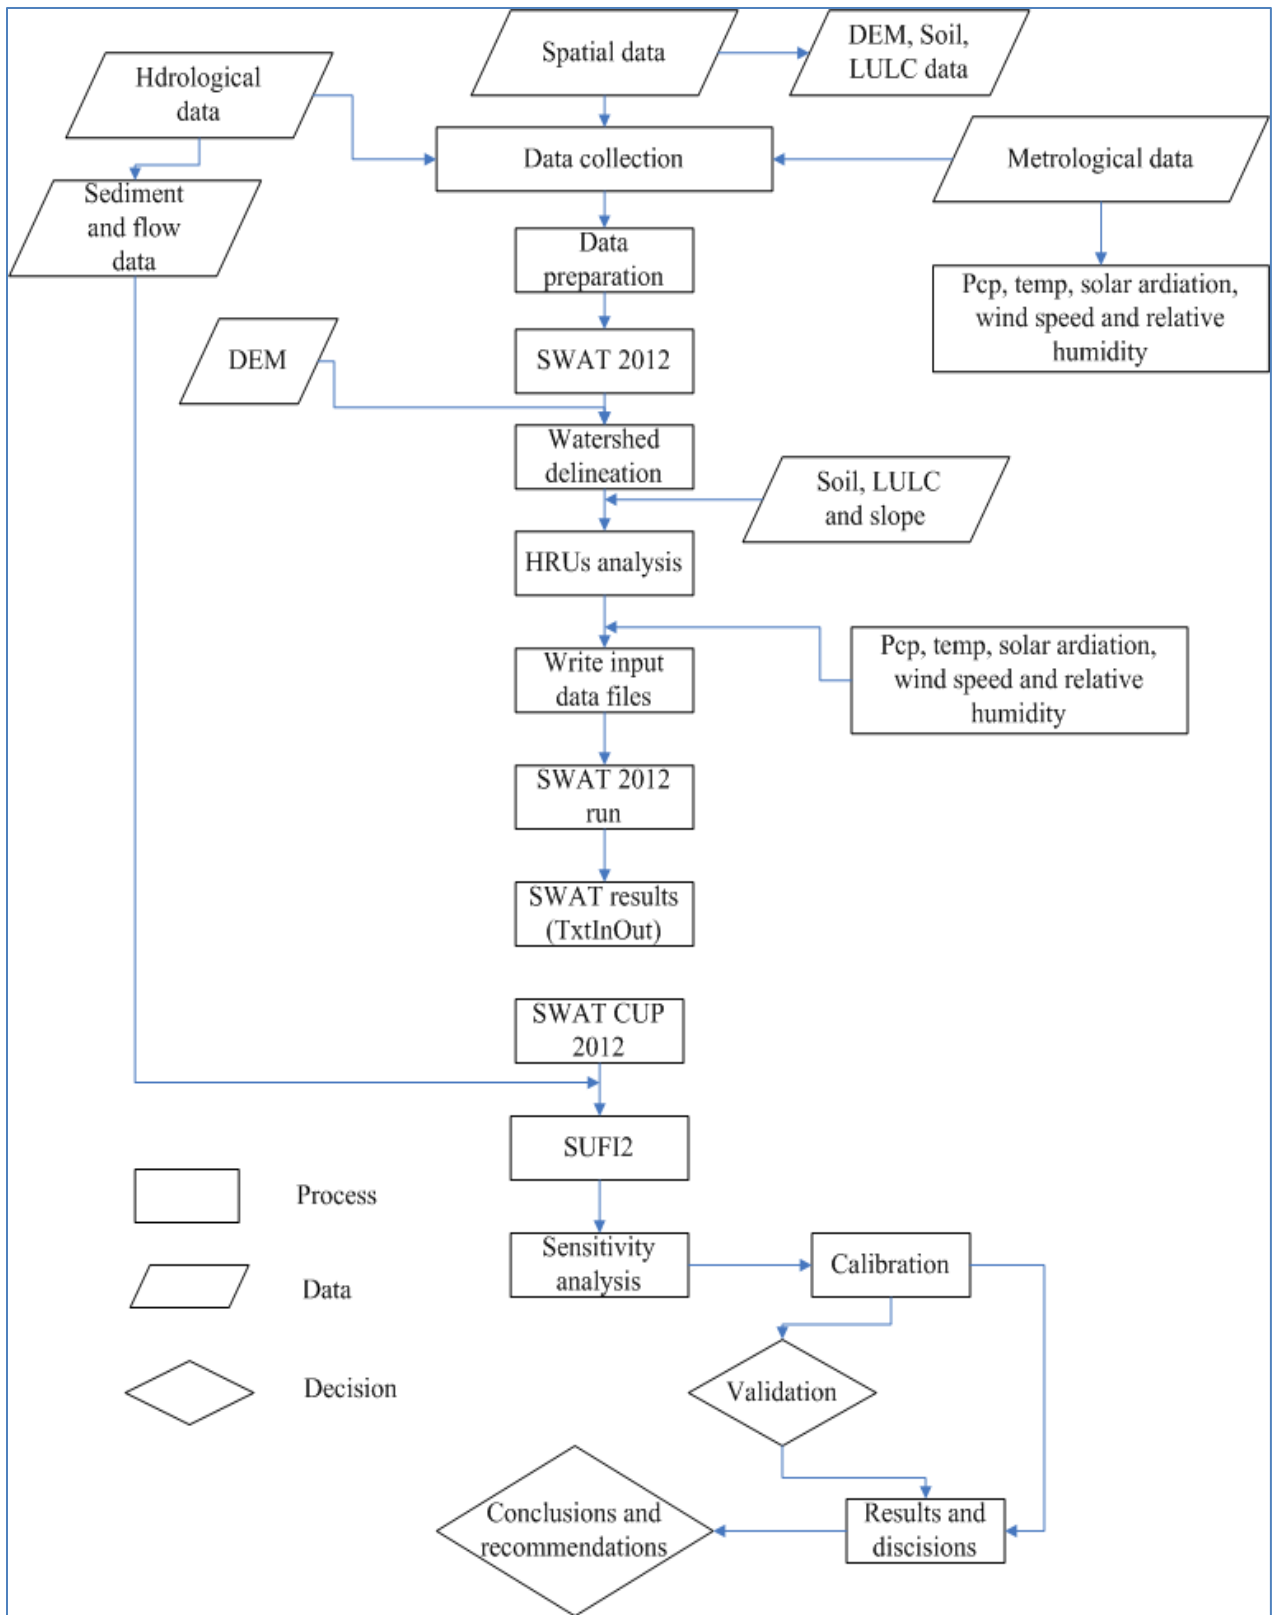 Spatial data
DEM, Soil,
LULC data
Hdrological
data
Data collection
Metrological data
Sediment
and flow
data
Data
preparation
Pcp, temp, solar ardiation,
wind speed and relative
humidity
DEM
SWAT 2012
Watershed
delineation
Soil, LULC
and slope
HRUs analysis
Pcp, temp, solar ardiation,
wind speed and relative
humidity
Write input
data files
SWAT 2012
run
SWAT results
(TxtInOut)
SWAT CUP
2012
SUFI2
Process
Sensitivity
analysis
Calibration
Data
Decision
Validation
Conclusions and
recommendations
Results and
discisions